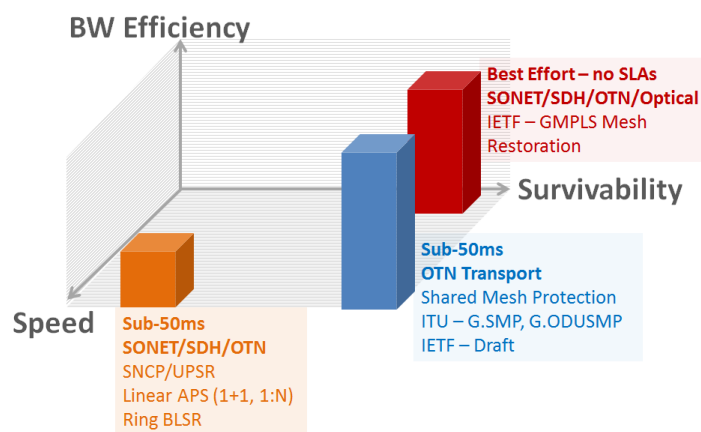 BW Efficiency
Best Effort – no SLAs
SONET/SDH/OTN/Optical
IETF – GMPLS Mesh
Restoration
Survivability
Sub-50ms
OTN Transport
Shared Mesh Protection
ITU – G.SMP, G.ODUSMP
IETF – Draft
Speed
Sub-50ms
SONET/SDH/OTN
SNCP/UPSR
Linear APS (1+1, 1:N)
Ring BLSR